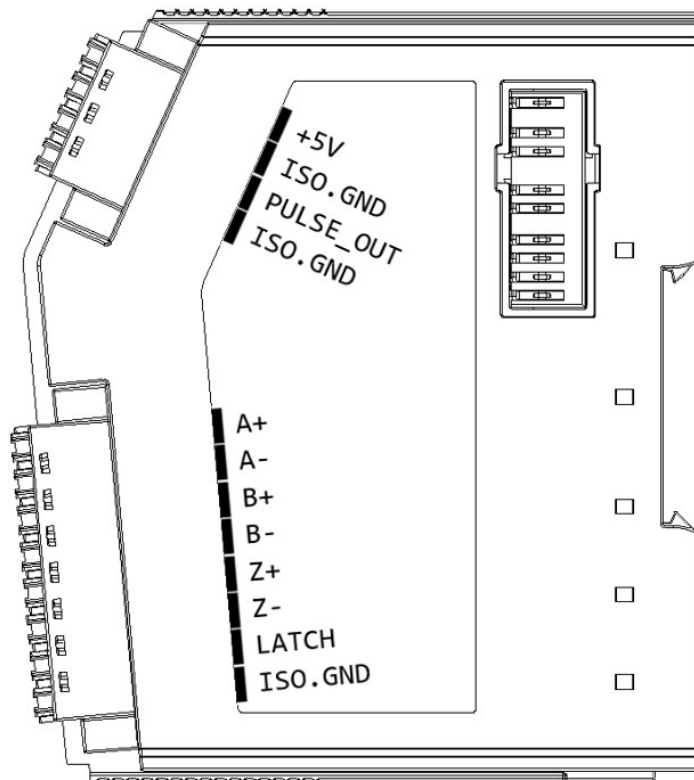 +5V
ISO.GND
PULSE_OUT
ISO.GND
A+
A-
B+
B-
Z+
Z-
LATCH
ISO.GND